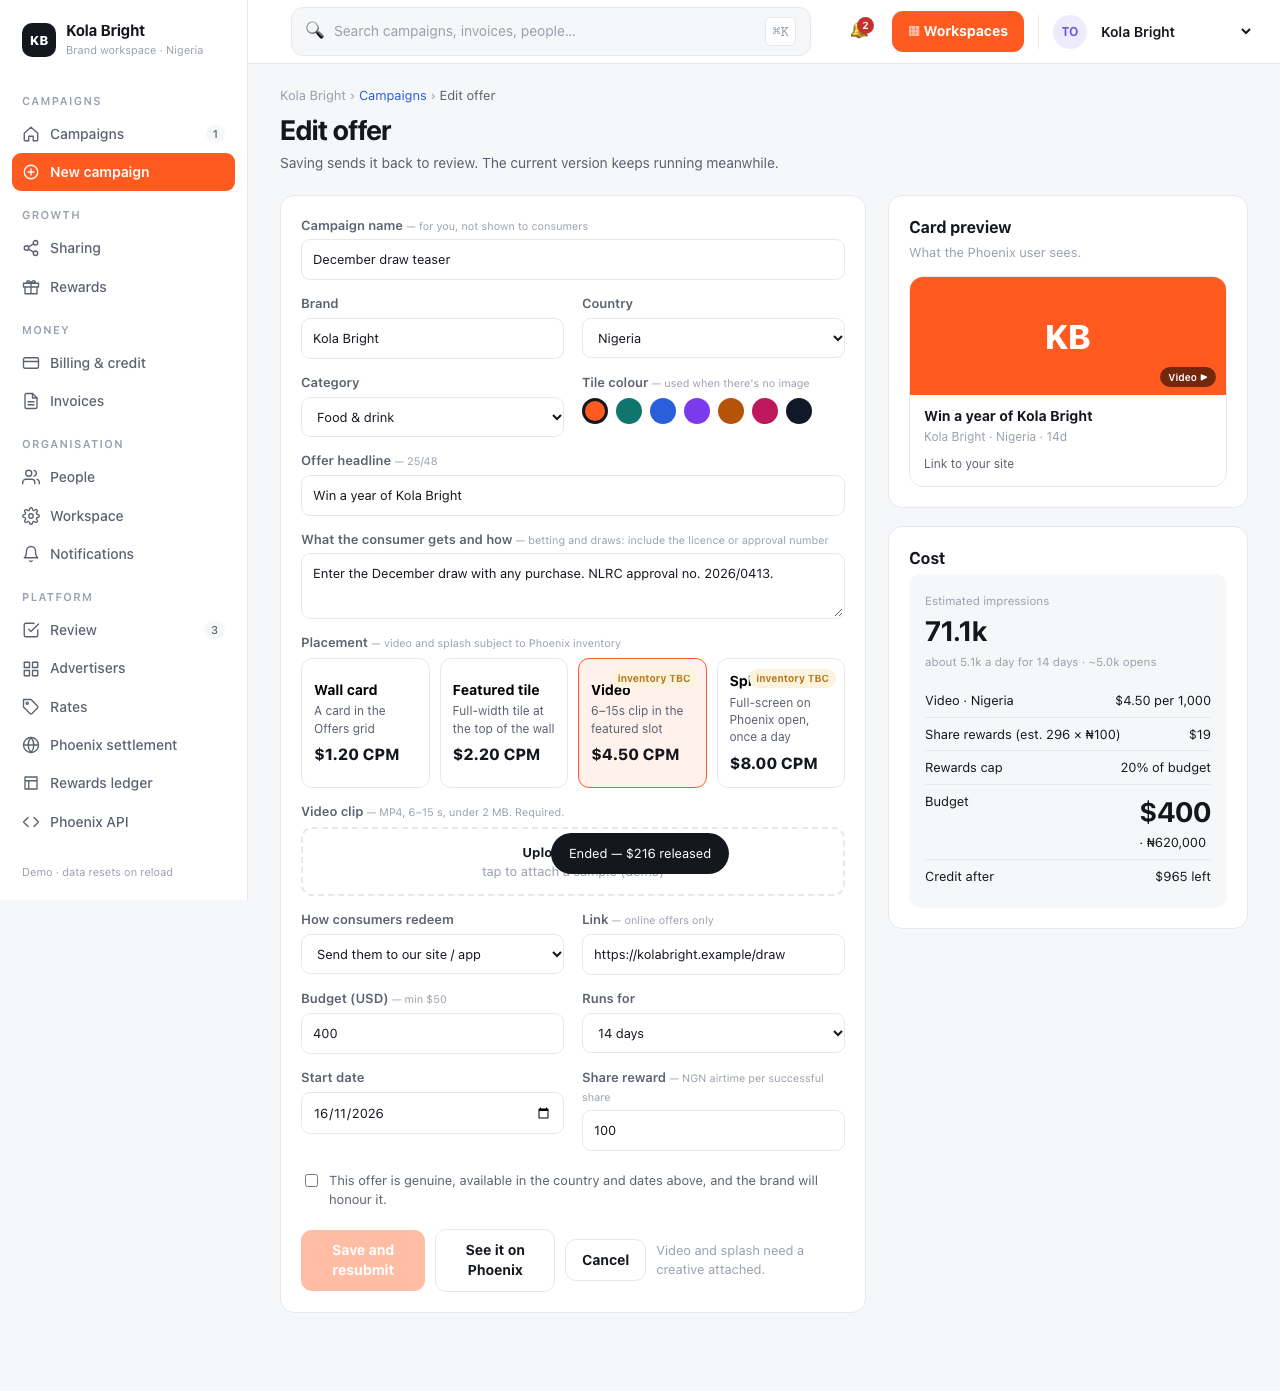 KB
Kola Bright
Brand workspace · Nigeria
CAMPAIGNS
Campaigns 1
New campaign
GROWTH
Sharing
Rewards
MONEY
Billing & credit
Invoices
ORGANISATION
People
Workspace
Notifications
PLATFORM
Review 3
Advertisers
Rates
Phoenix settlement
Rewards ledger
Phoenix API
Demo · data resets on reload
Search campaigns, invoices, people… ⌘K
2
Workspaces
TO
Kola Bright
Kola Bright › Campaigns › Edit offer
Edit offer
Saving sends it back to review. The current version keeps running meanwhile.
Campaign name — for you, not shown to consumers
December draw teaser
Brand
Kola Bright
Country
Nigeria
Category
Food & drink
Tile colour — used when there's no image
Offer headline — 25/48
Win a year of Kola Bright
What the consumer gets and how — betting and draws: include the licence or approval number
Enter the December draw with any purchase. NLRC approval no. 2026/0413.
Placement — video and splash subject to Phoenix inventory
Wall card
A card in the
Offers grid
$1.20 CPM
Featured tile
Full-width tile at
the top of the wall
$2.20 CPM
inventory TBC
Video
6–15s clip in the
featured slot
$4.50 CPM
inventory TBC
Full-screen on
Phoenix open,
once a day
$8.00 CPM
Video clip — MP4, 6–15 s, under 2 MB. Required.
Ended — $216 released
tap to attach a sample (demo)
How consumers redeem
Send them to our site / app
Link — online offers only
https://kolabright.example/draw
Budget (USD) — min $50
400
Runs for
14 days
Start date
16/11/2026
Share reward — NGN airtime per successful
share
100
This offer is genuine, available in the country and dates above, and the brand will
honour it.
Save and
resubmit
See it on
Phoenix
Cancel
Video and splash need a
creative attached.
Card preview
What the Phoenix user sees.
KB
Video ▶
Win a year of Kola Bright
Kola Bright · Nigeria · 14d
Link to your site
Cost
Estimated impressions
71.1k
about 5.1k a day for 14 days · ~5.0k opens
Video · Nigeria $4.50 per 1,000
Share rewards (est. 296 × ₦100) $19
Rewards cap 20% of budget
Budget $400
· ₦620,000
Credit after $965 left